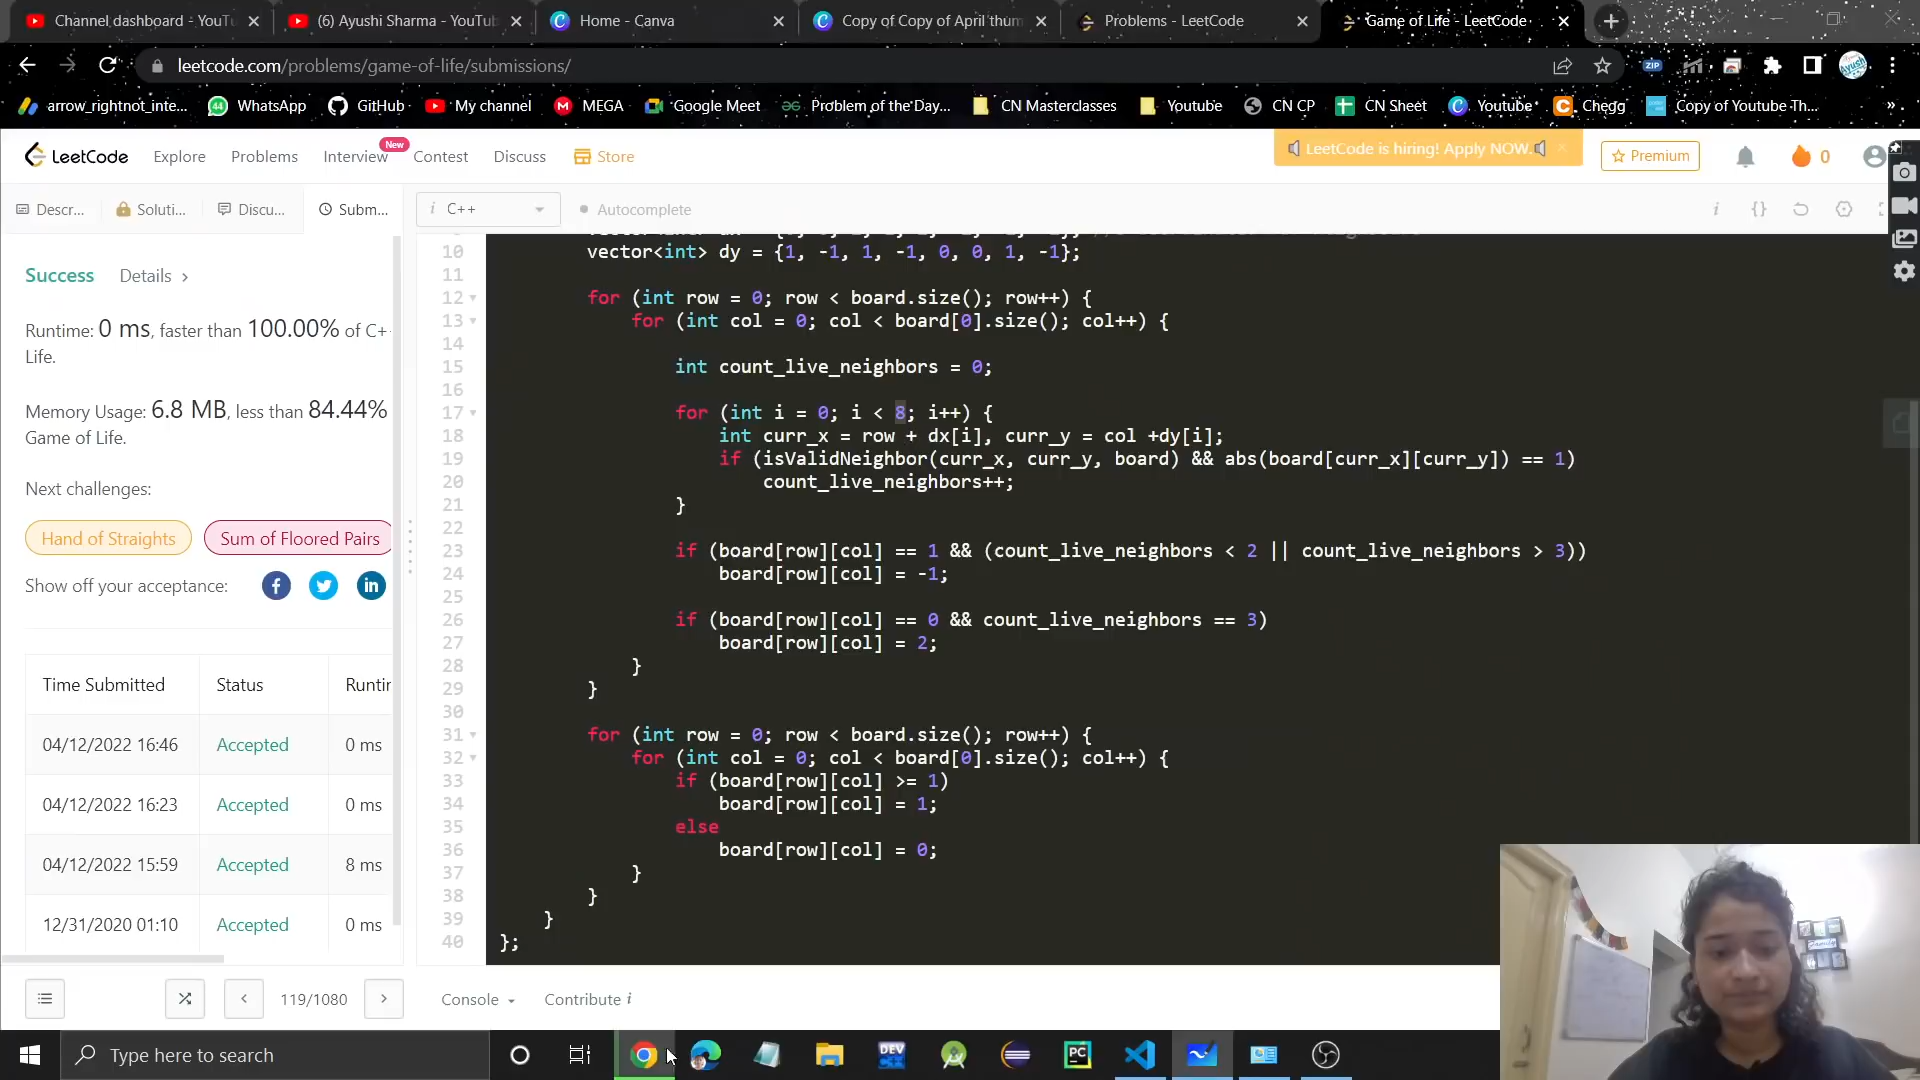 Channel dashboard - YouTu
(6) Ayushi Sharma - YouTub
Home - Canva
Copy of Copy of April thum
Problems - LeetCode
Game of Life - LeetCode
leetcode.com/problems/game-of-life/submissions/
ZIP
arrow_rightnot_inte...
44
WhatsApp
GitHub
My channel
MEGA
Google Meet
Problem of the Day...
CN Masterclasses
Youtube
CN CP
CN Sheet
Youtube
Chegg
Copy of Youtube Th...
»
LeetCode
Explore
Problems
Interview
New
Contest
Discuss
Store
LeetCode is hiring! Apply NOW.
Premium
0
Descr...
Soluti...
Discu...
Subm...
i C++
Autocomplete
i {}
Success Details >
Runtime: 0 ms, faster than 100.00% of C+
Life.
Memory Usage: 6.8 MB, less than 84.44%
Game of Life.
Next challenges:
Hand of Straights
Sum of Floored Pairs
Show off your acceptance:
Time Submitted Status Runtin
04/12/2022 16:46 Accepted 0 ms
04/12/2022 16:23 Accepted 0 ms
04/12/2022 15:59 Accepted 8 ms
12/31/2020 01:10 Accepted 0 ms
10 vector<int> dy = {1, -1, 1, -1, 0, 0, 1, -1};
11
12 for (int row = 0; row < board.size(); row++) {
13 for (int col = 0; col < board[0].size(); col++) {
14
15 int count_live_neighbors = 0;
16
17 for (int i = 0; i < 8; i++) {
18 int curr_x = row + dx[i], curr_y = col +dy[i];
19 if (isValidNeighbor(curr_x, curr_y, board) && abs(board[curr_x][curr_y]) == 1)
20 count_live_neighbors++;
21 }
22
23 if (board[row][col] == 1 && (count_live_neighbors < 2 || count_live_neighbors > 3))
24 board[row][col] = -1;
25
26 if (board[row][col] == 0 && count_live_neighbors == 3)
27 board[row][col] = 2;
28 }
29 }
30
31 for (int row = 0; row < board.size(); row++) {
32 for (int col = 0; col < board[0].size(); col++) {
33 if (board[row][col] >= 1)
34 board[row][col] = 1;
35 else
36 board[row][col] = 0;
37 }
38 }
39 }
40 };
119/1080
Console
Contribute i
Type here to search
DEV
PC